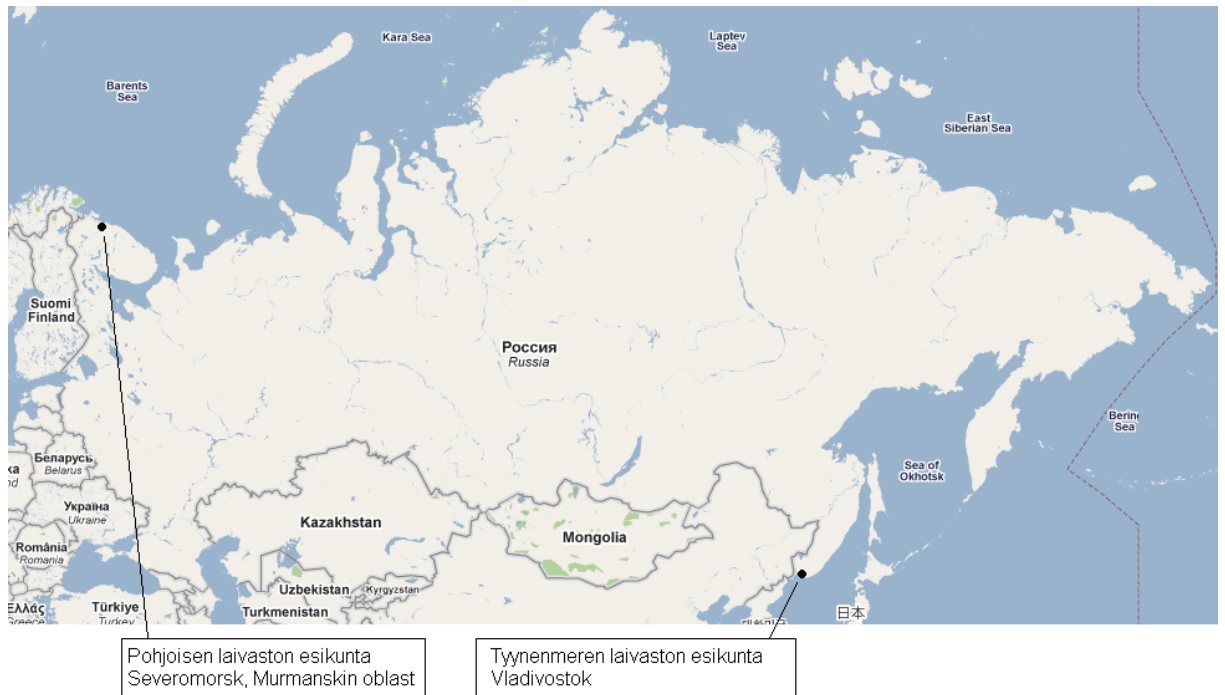 Kara Sea
Laptev
Sea
Barents
Sea
East
Siberian Sea
Suomi
Finland
Россия
Russia
Bering
Sea
Беларусь
Belarus
Sea of
Okhotsk
Україна
Ukraine
Kazakhstan
Mongolia
România
Romania
Uzbekistan
Kyrgyzstan
Turkmenistan
Ελλάς
Greece
Türkiye
Turkey
日本
Pohjoisen laivaston esikunta
Severomorsk, Murmanskin oblast
Tyynenmeren laivaston esikunta
Vladivostok